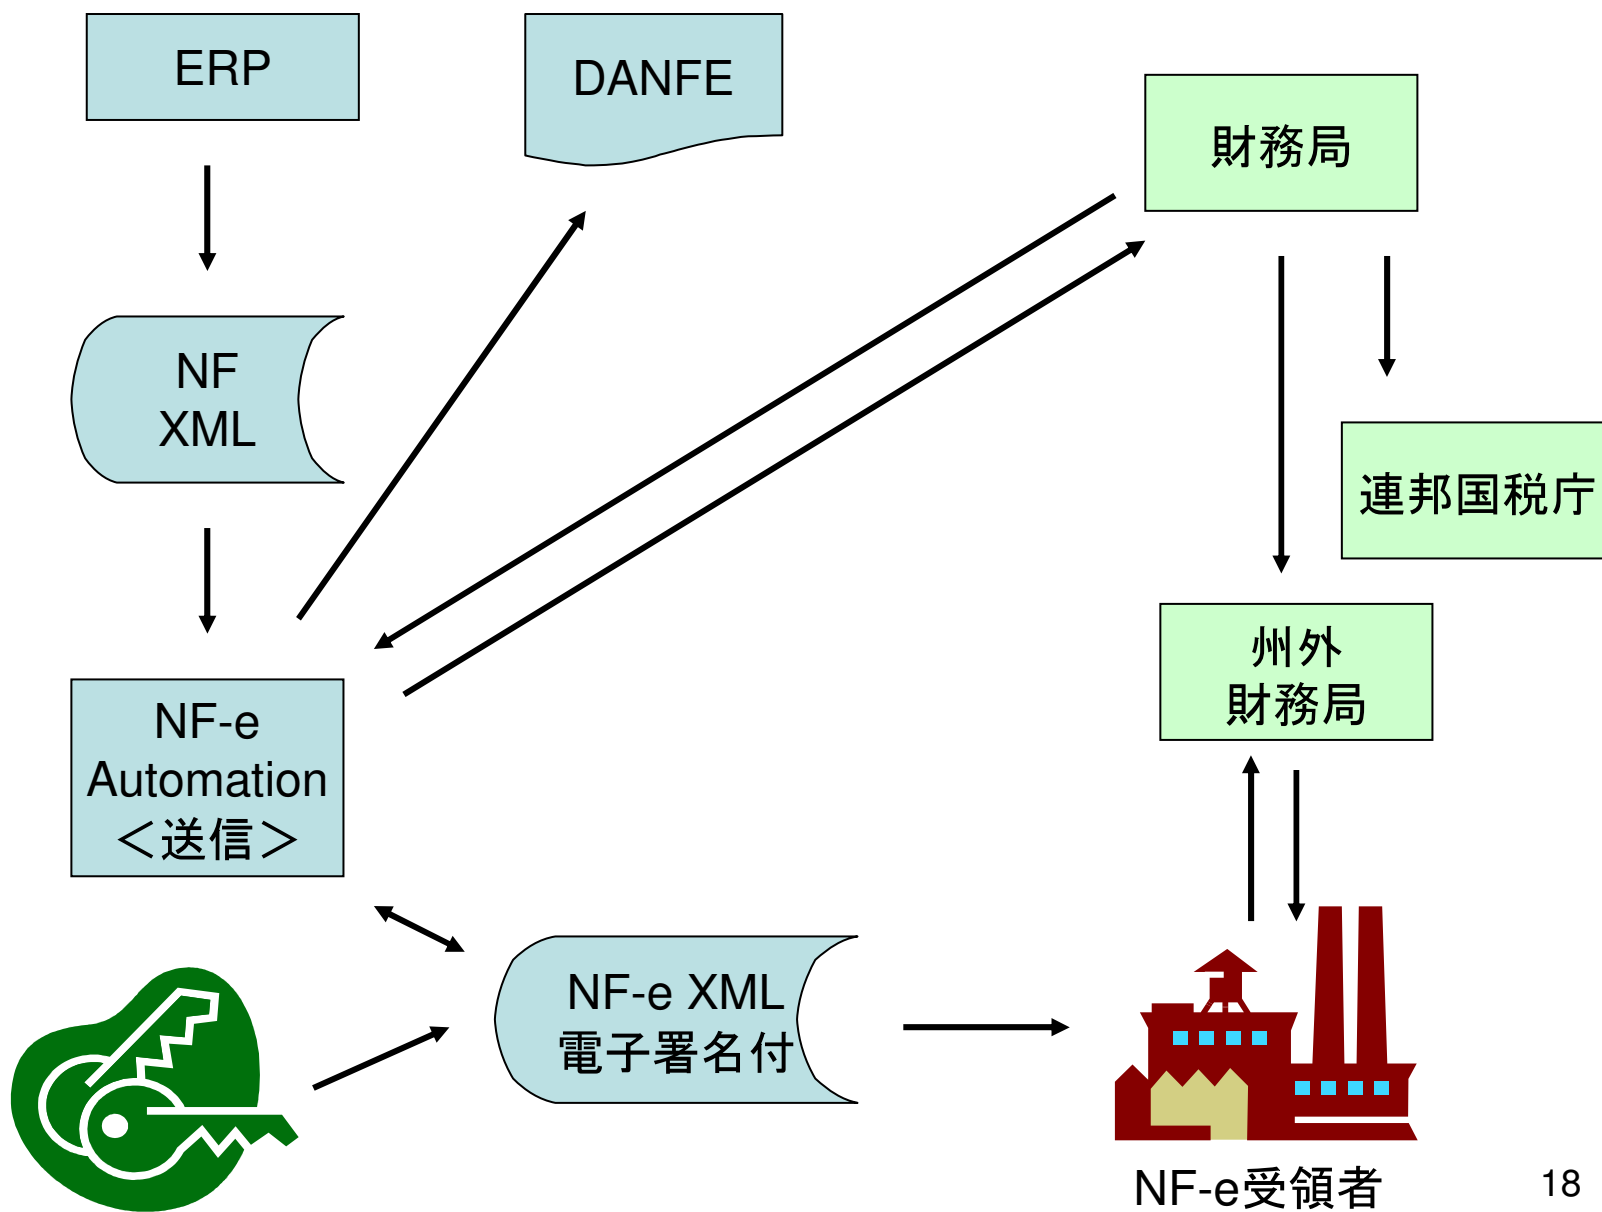 ERP
DANFE
財務局
NF
XML
連邦国税庁
州外
財務局
NF-e
Automation
＜送信＞
NF-e XML
電子署名付
NF-e受領者
18